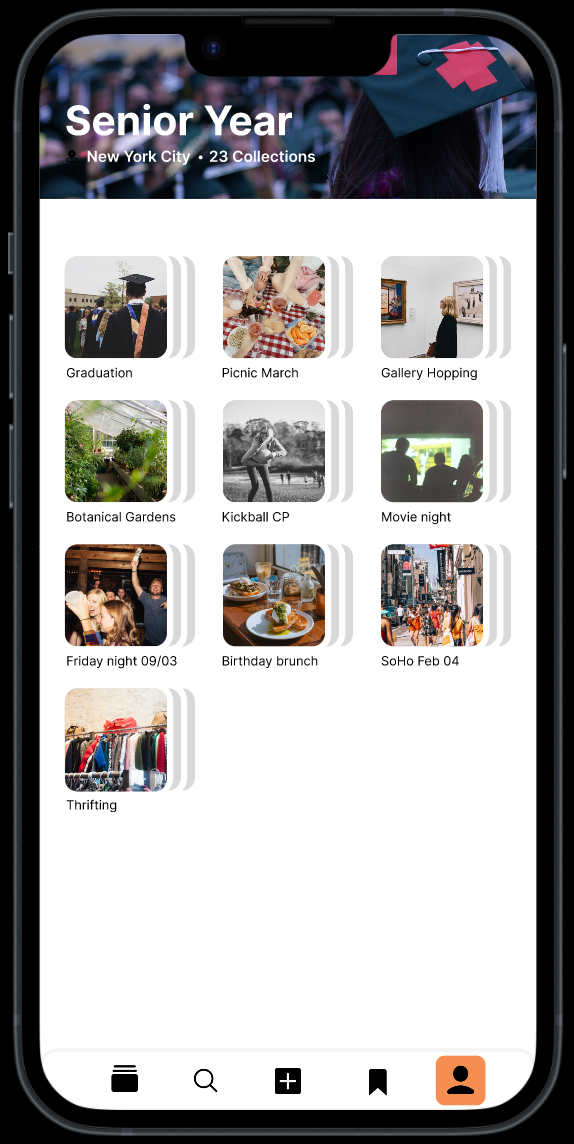 Senior Year
New York City • 23 Collections
Graduation
Picnic March
Gallery Hopping
Botanical Gardens
Kickball CP
Movie night
Friday night 09/03
Birthday brunch
SoHo Feb 04
Thrifting